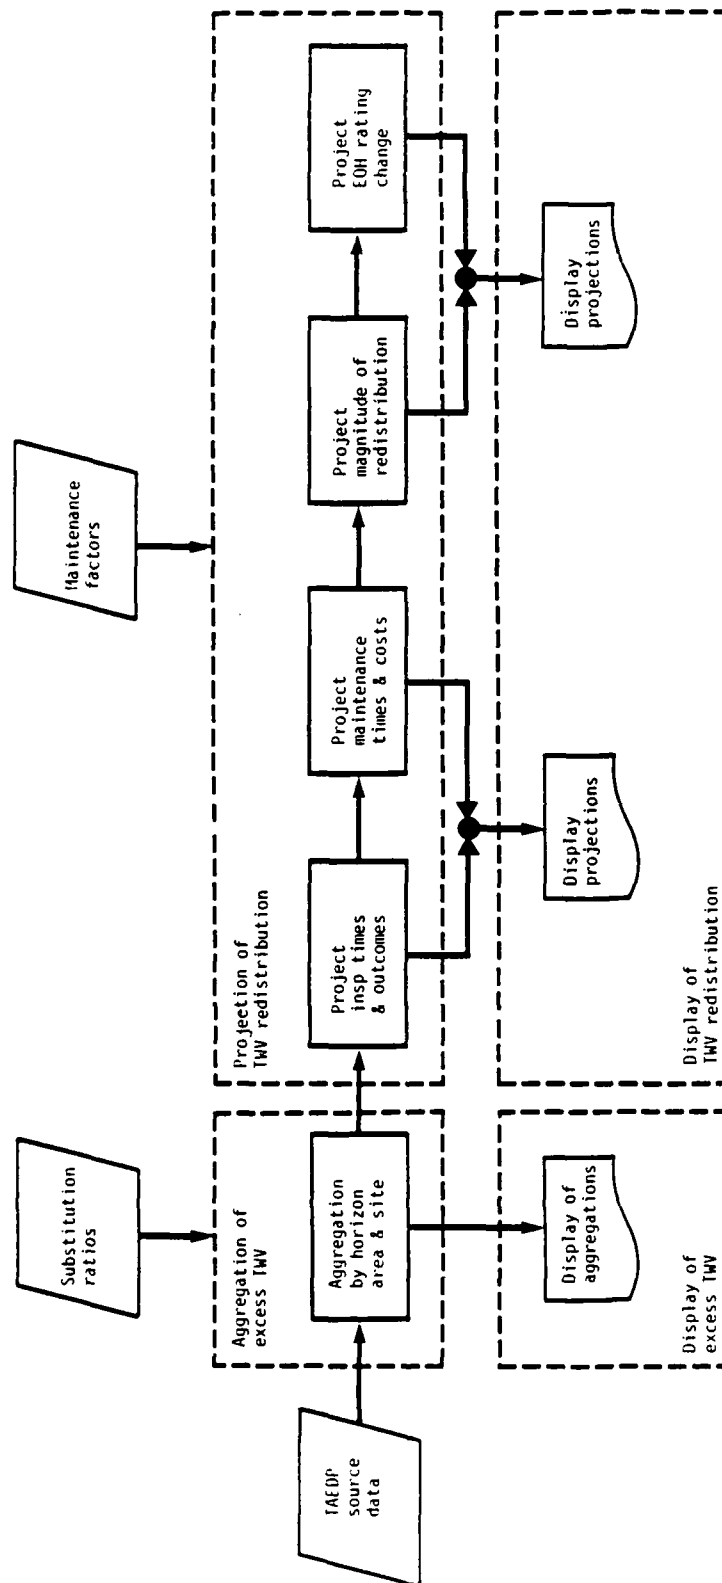 Substitution
ratios
Maintenance
factors
Aggregation of
excess TWV
Projection of
TWV redistribution
TAEDP
source
data
Aggregation
by horizon
area & site
Project
insp times
& outcomes
Project
maintenance
times & costs
Project
magnitude of
redistribution
Project
EOH rating
change
Display of
aggregations
Display
projections
Display
projections
Display of
excess TWV
Display of
TWV redistribution